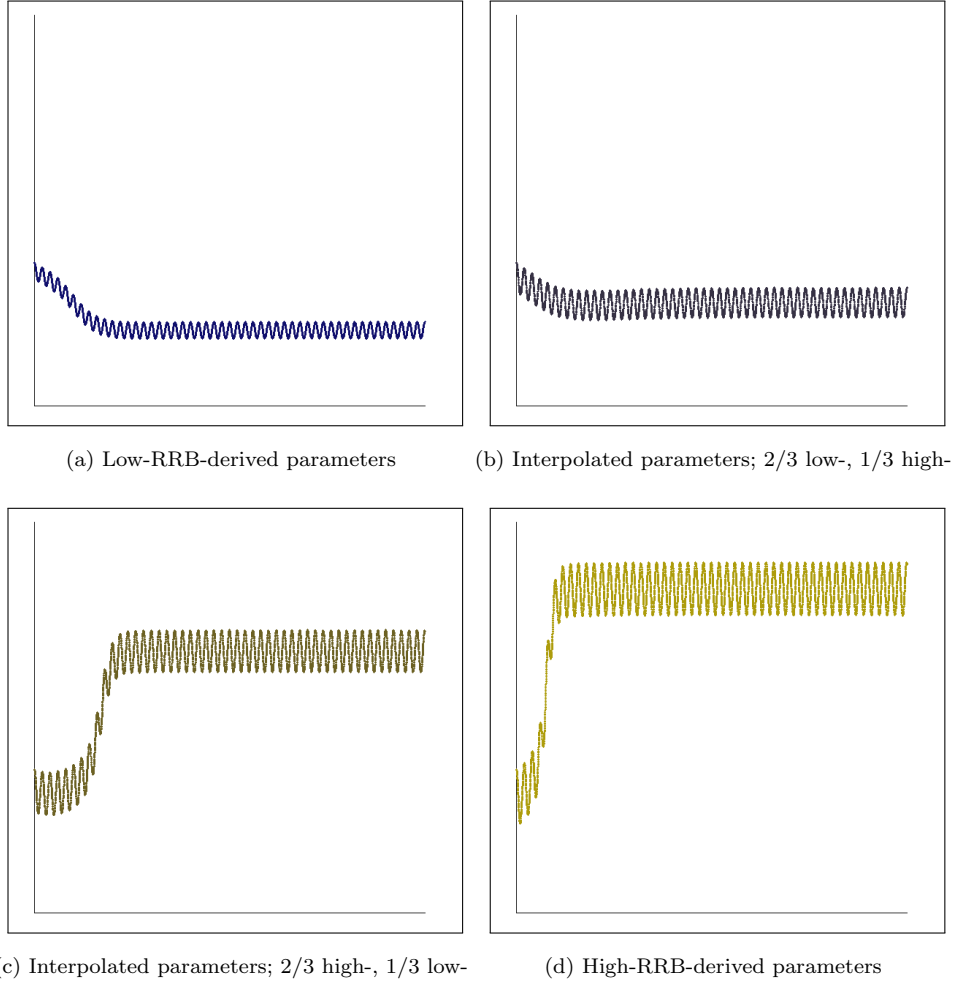 (a) Low-RRB-derived parameters
(b) Interpolated parameters; 2/3 low-, 1/3 high-
c) Interpolated parameters; 2/3 high-, 1/3 low-
(d) High-RRB-derived parameters